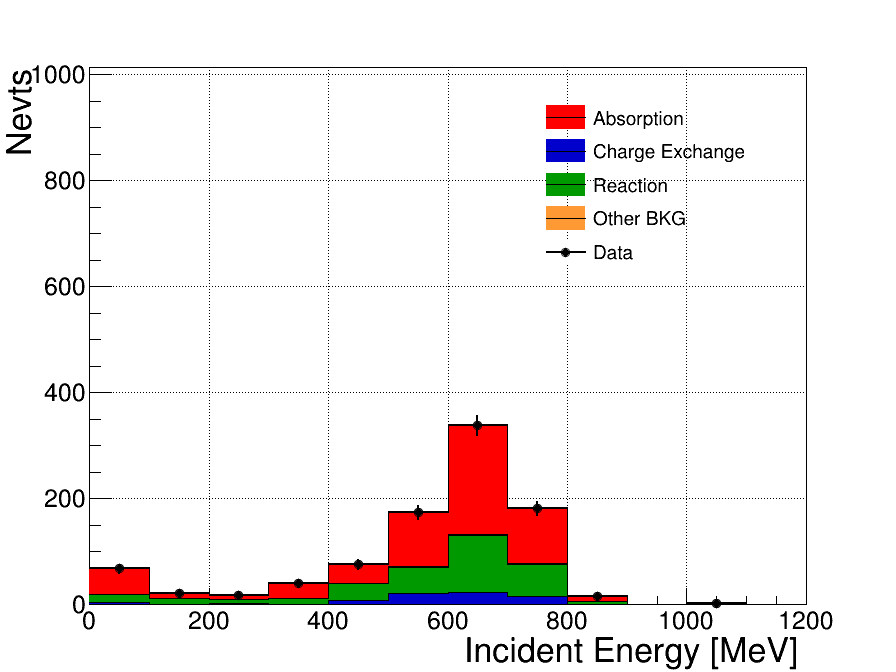 Nevts
1000
800
600
400
200
0
Absorption
Charge Exchange
Reaction
Other BKG
Data
0 200 400 600 800 1000 1200
Incident Energy [MeV]